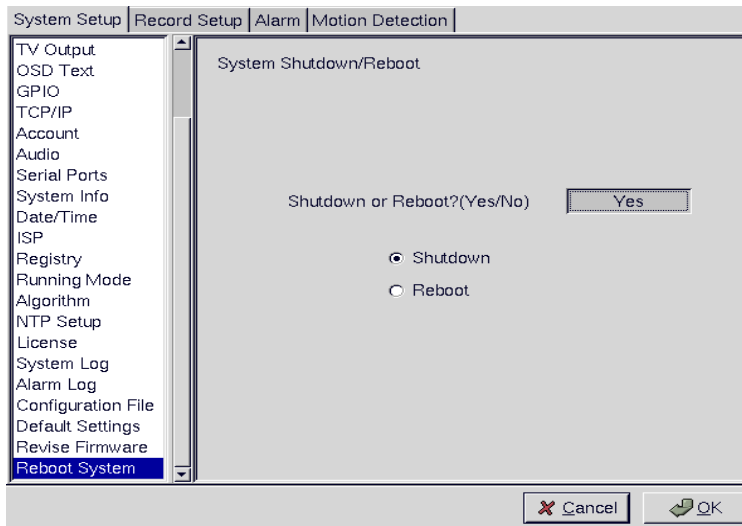 System Setup Record Setup Alarm Motion Detection
TV Output
OSD Text
GPIO
TCP/IP
Account
Audio
Serial Ports
System Info
Date/Time
ISP
Registry
Running Mode
Algorithm
NTP Setup
License
System Log
Alarm Log
Configuration File
Default Settings
Revise Firmware
Reboot System
System Shutdown/Reboot
Shutdown or Reboot?(Yes/No) Yes
Shutdown
Reboot
Cancel OK